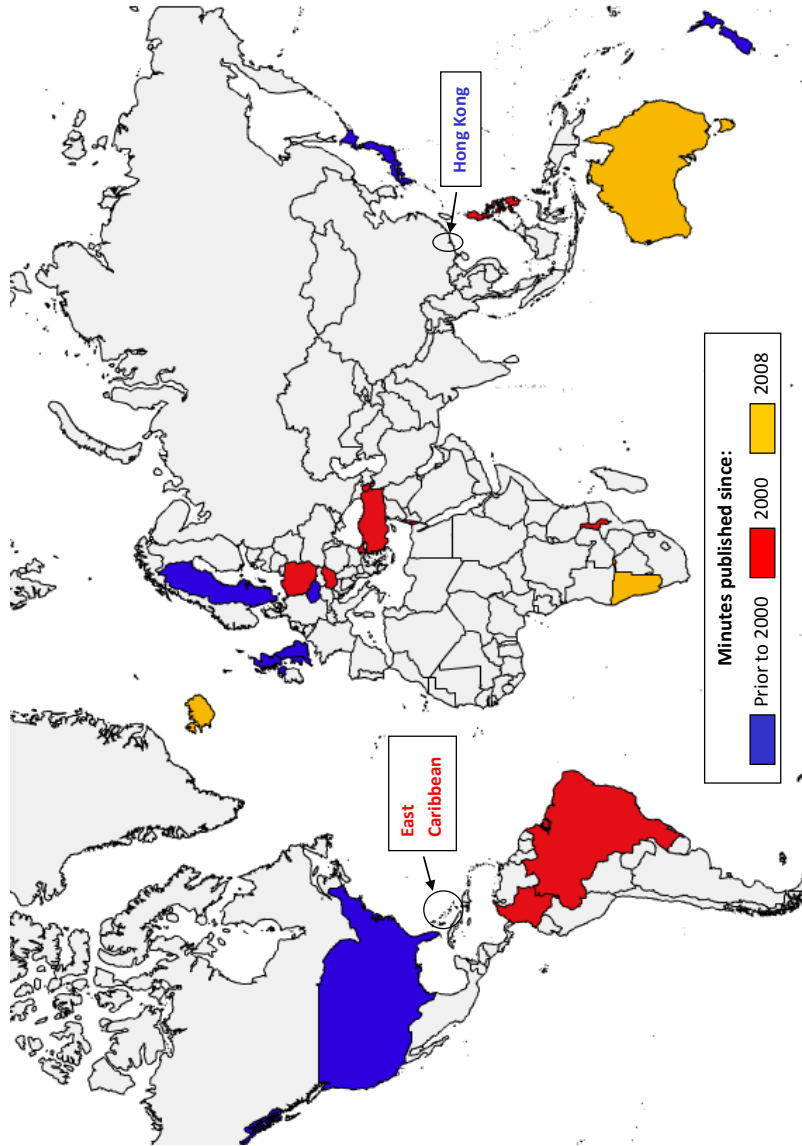 Hong Kong
East
Caribbean
Minutes published since:
Prior to 2000
2000
2008